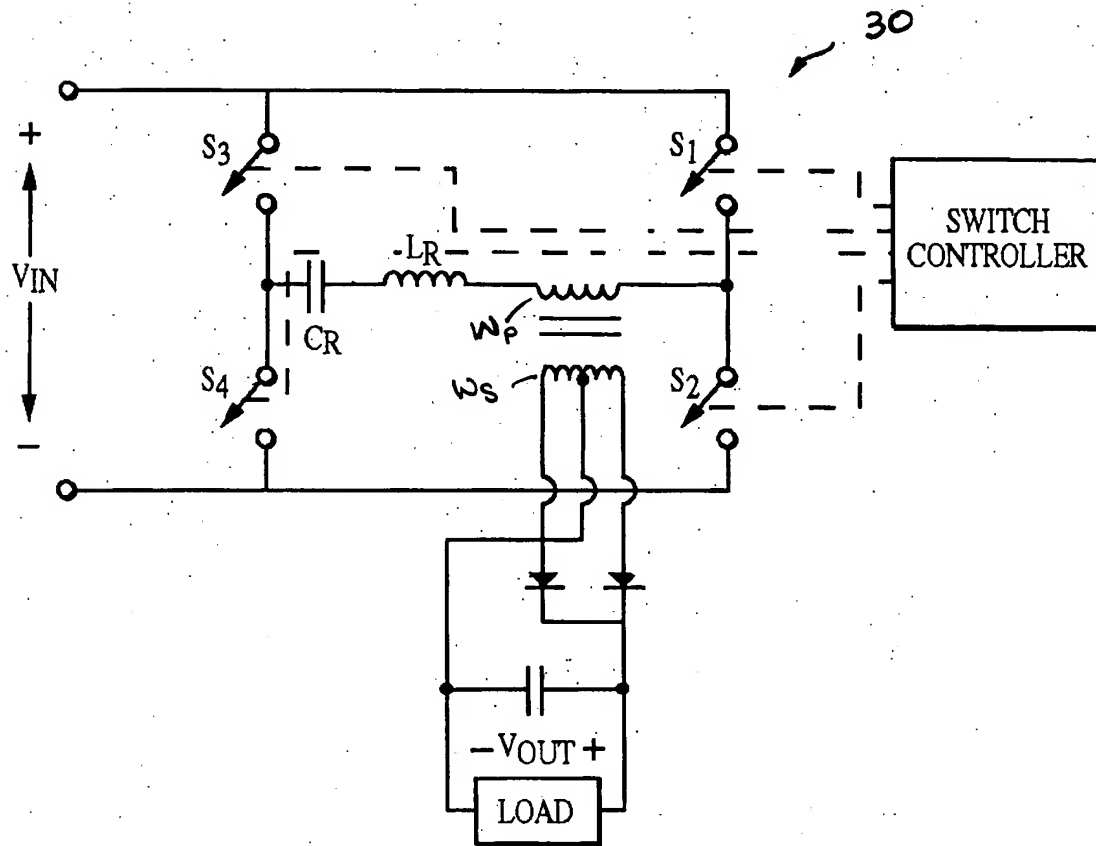 30
+
S3
S1
SWITCH
CONTROLLER
VIN
LR
CR
Wp
Ws
S4
S2
−
− VOUT +
LOAD